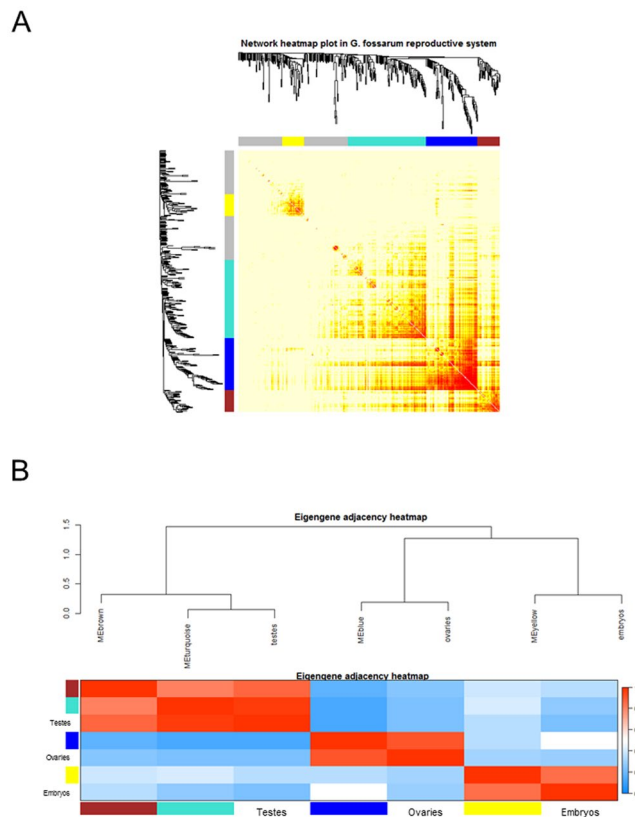 A
Network heatmap plot in G. fossarum reproductive system
B
Eigengene adjacency heatmap
1.5
1.0
0.5
0.0
MEbrown
MEturquoise
testes
MEblue
ovaries
MEyellow
embryos
Eigengene adjacency heatmap
Testes
Ovaries
Embryos
Testes
Ovaries
Embryos